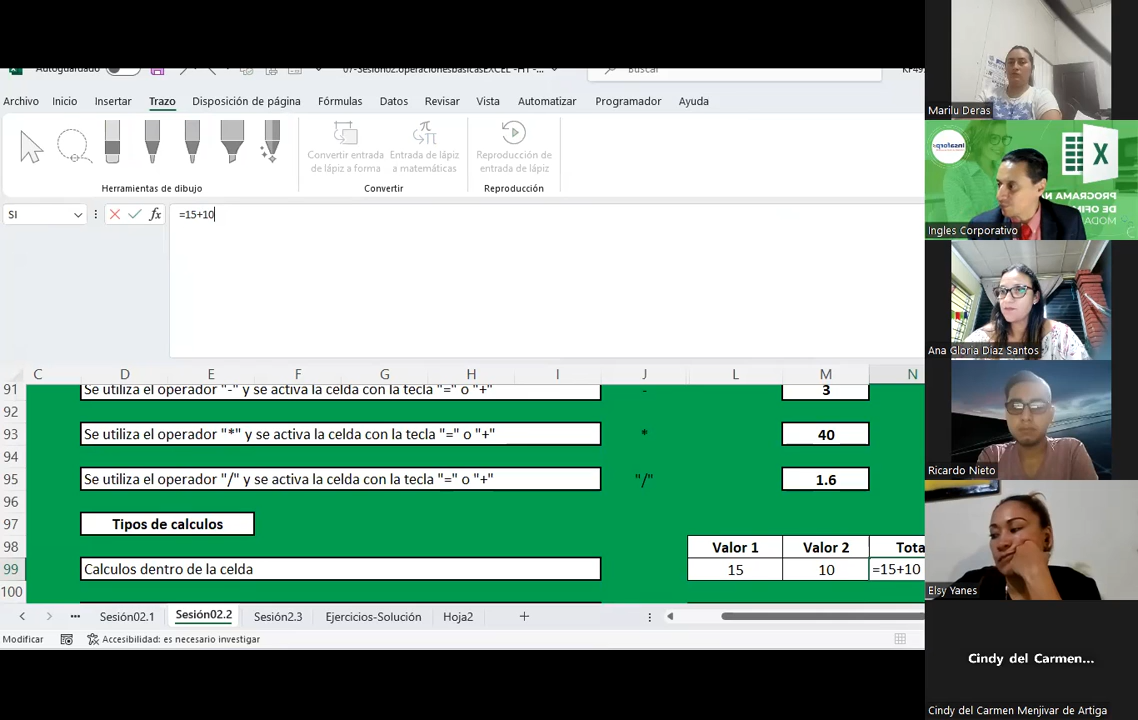 Autoguardado
07-Sesión02.operacionesbasicasEXCEL -HT -...
Buscar
Archivo Inicio Insertar Trazo Disposición de página Fórmulas Datos Revisar Vista Automatizar Programador Ayuda
Convertir entrada de lápiz a forma
Entrada de lápiz a matemáticas
Reproducción de entrada de lápiz
Herramientas de dibujo Convertir Reproducción
SI fx =15+10
C D E F G H I J L M N
91 Se utiliza el operador "-" y se activa la celda con la tecla "=" o "+" - 3
92
93 Se utiliza el operador "*" y se activa la celda con la tecla "=" o "+" * 40
94
95 Se utiliza el operador "/" y se activa la celda con la tecla "=" o "+" "/" 1.6
96
97 Tipos de calculos
98 Valor 1 Valor 2 Tota
99 Calculos dentro de la celda 15 10 =15+10
100
... Sesión02.1 Sesión02.2 Sesión2.3 Ejercicios-Solución Hoja2 +
Modificar Accesibilidad: es necesario investigar
Marilu Deras
insaforp
X
Ingles Corporativo
Ana Gloria Díaz Santos
Ricardo Nieto
Elsy Yanes
Cindy del Carmen...
Cindy del Carmen Menjivar de Artiga